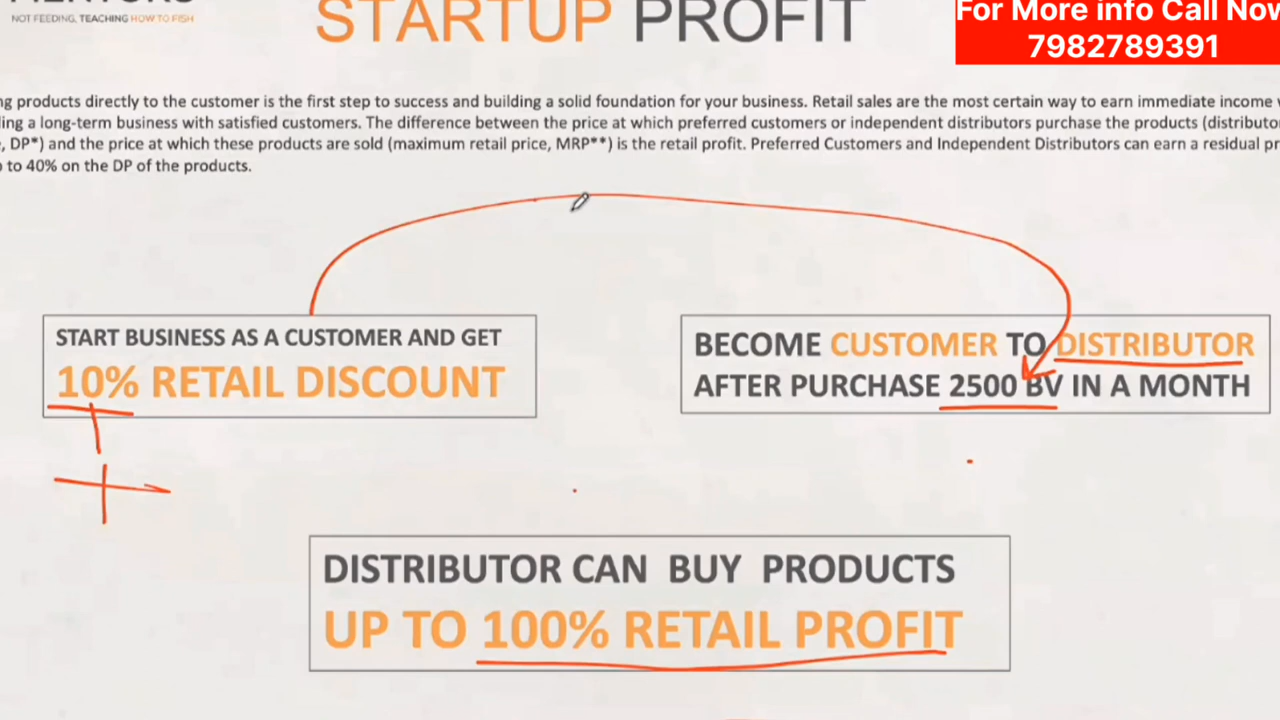 NOT FEEDING, TEACHING HOW TO FISH
STARTUP PROFIT
For More info Call Now
7982789391
products directly to the customer is the first step to success and building a solid foundation for your business. Retail sales are the most certain way to earn immediate income
a long-term business with satisfied customers. The difference between the price at which preferred customers or independent distributors purchase the products
, DP*) and the price at which these products are sold (maximum retail price, MRP**) is the retail profit. Preferred Customers and Independent Distributors can earn a residual
to 40% on the DP of the products.
START BUSINESS AS A CUSTOMER AND GET
10% RETAIL DISCOUNT
BECOME CUSTOMER TO DISTRIBUTOR
AFTER PURCHASE 2500 BV IN A MONTH
DISTRIBUTOR CAN BUY PRODUCTS
UP TO 100% RETAIL PROFIT